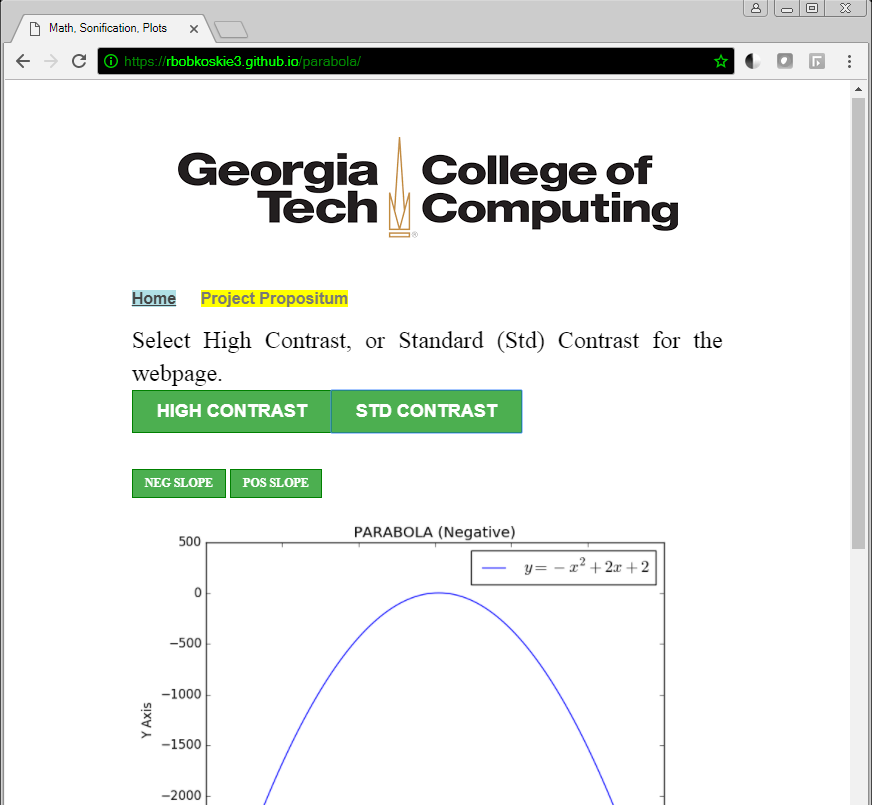 Math, Sonification, Plots
https://rbobkoskie3.github.io/parabola/
Georgia Tech
College of Computing
®
Home Project Propositum
Select High Contrast, or Standard (Std) Contrast for the
webpage.
HIGH CONTRAST STD CONTRAST
NEG SLOPE POS SLOPE
PARABOLA (Negative)
y = − x² + 2x + 2
500
0
−500
−1000
−1500
−2000
Y Axis